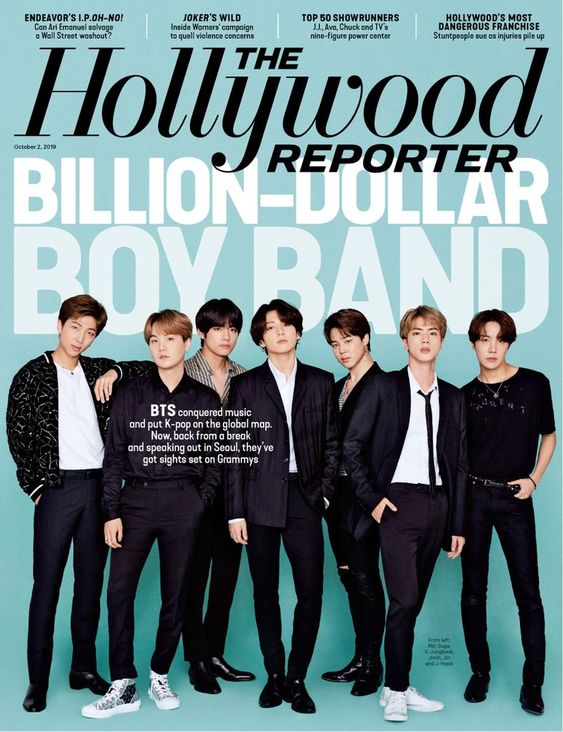 ENDEAVOR'S I.P.OH-NO!
Can Ari Emanuel salvage
a Wall Street washout?
JOKER'S WILD
Inside Warners' campaign
to quell violence concerns
TOP 50 SHOWRUNNERS
J.J., Ava, Chuck and TV's
nine-figure power center
HOLLYWOOD'S MOST
DANGEROUS FRANCHISE
Stuntpeople sue as injuries pile up
THE
Hollywood
REPORTER
October 2, 2019
BILLION-DOLLAR
BOY BAND
BTS conquered music
and put K-pop on the global map.
Now, back from a break
and speaking out in Seoul, they've
got sights set on Grammys
From left:
RM, Suga,
V, Jungkook,
Jimin, Jin
and J-Hope